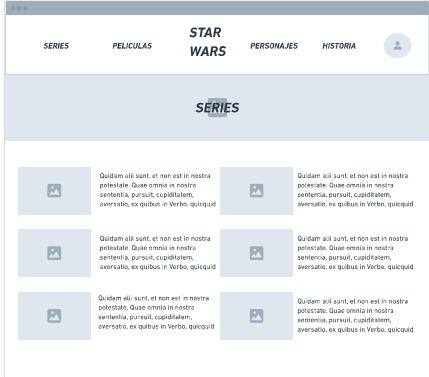 SERIES
PELICULAS
STAR
WARS
PERSONAJES
HISTORIA
SERIES
Quidam alii sunt, et non est in nostra
potestate. Quae omnia in nostra
sententia, pursuit, cupiditatem,
aversatio, ex quibus in Verbo, quicquid
Quidam alii sunt, et non est in nostra
potestate. Quae omnia in nostra
sententia, pursuit, cupiditatem,
aversatio, ex quibus in Verbo, quicquid
Quidam alii sunt, et non est in nostra
potestate. Quae omnia in nostra
sententia, pursuit, cupiditatem,
aversatio, ex quibus in Verbo, quicquid
Quidam alii sunt, et non est in nostra
potestate. Quae omnia in nostra
sententia, pursuit, cupiditatem,
aversatio, ex quibus in Verbo, quicquid
Quidam alii sunt, et non est in nostra
potestate. Quae omnia in nostra
sententia, pursuit, cupiditatem,
aversatio, ex quibus in Verbo, quicquid
Quidam alii sunt, et non est in nostra
potestate. Quae omnia in nostra
sententia, pursuit, cupiditatem,
aversatio, ex quibus in Verbo, quicquid